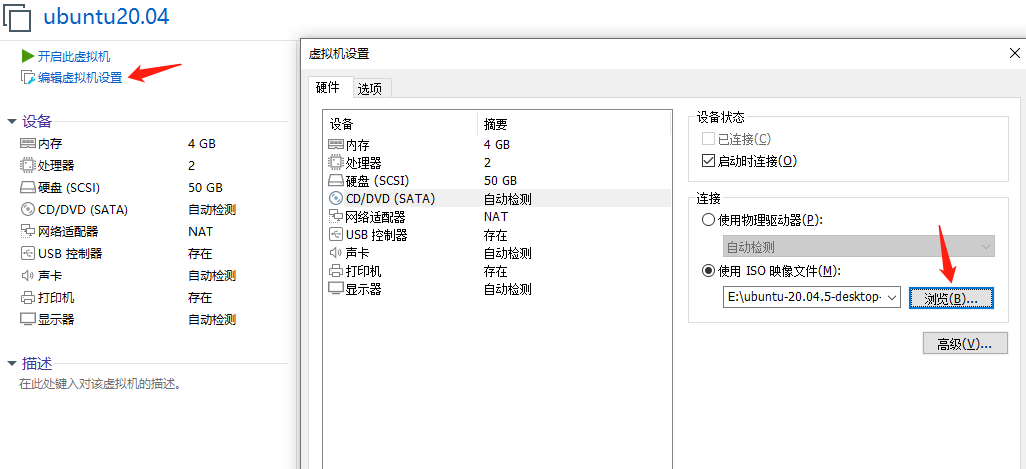 ubuntu20.04
开启此虚拟机
编辑虚拟机设置
设备
内存 4 GB
处理器 2
硬盘 (SCSI) 50 GB
CD/DVD (SATA) 自动检测
网络适配器 NAT
USB 控制器 存在
声卡 自动检测
打印机 存在
显示器 自动检测
描述
在此处键入对该虚拟机的描述。
虚拟机设置
硬件 选项
设备 摘要
内存 4 GB
处理器 2
硬盘 (SCSI) 50 GB
CD/DVD (SATA) 自动检测
网络适配器 NAT
USB 控制器 存在
声卡 自动检测
打印机 存在
显示器 自动检测
设备状态
已连接(C)
启动时连接(O)
连接
使用物理驱动器(P):
自动检测
使用 ISO 映像文件(M):
E:\ubuntu-20.04.5-desktop- 浏览(B)...
高级(V)...